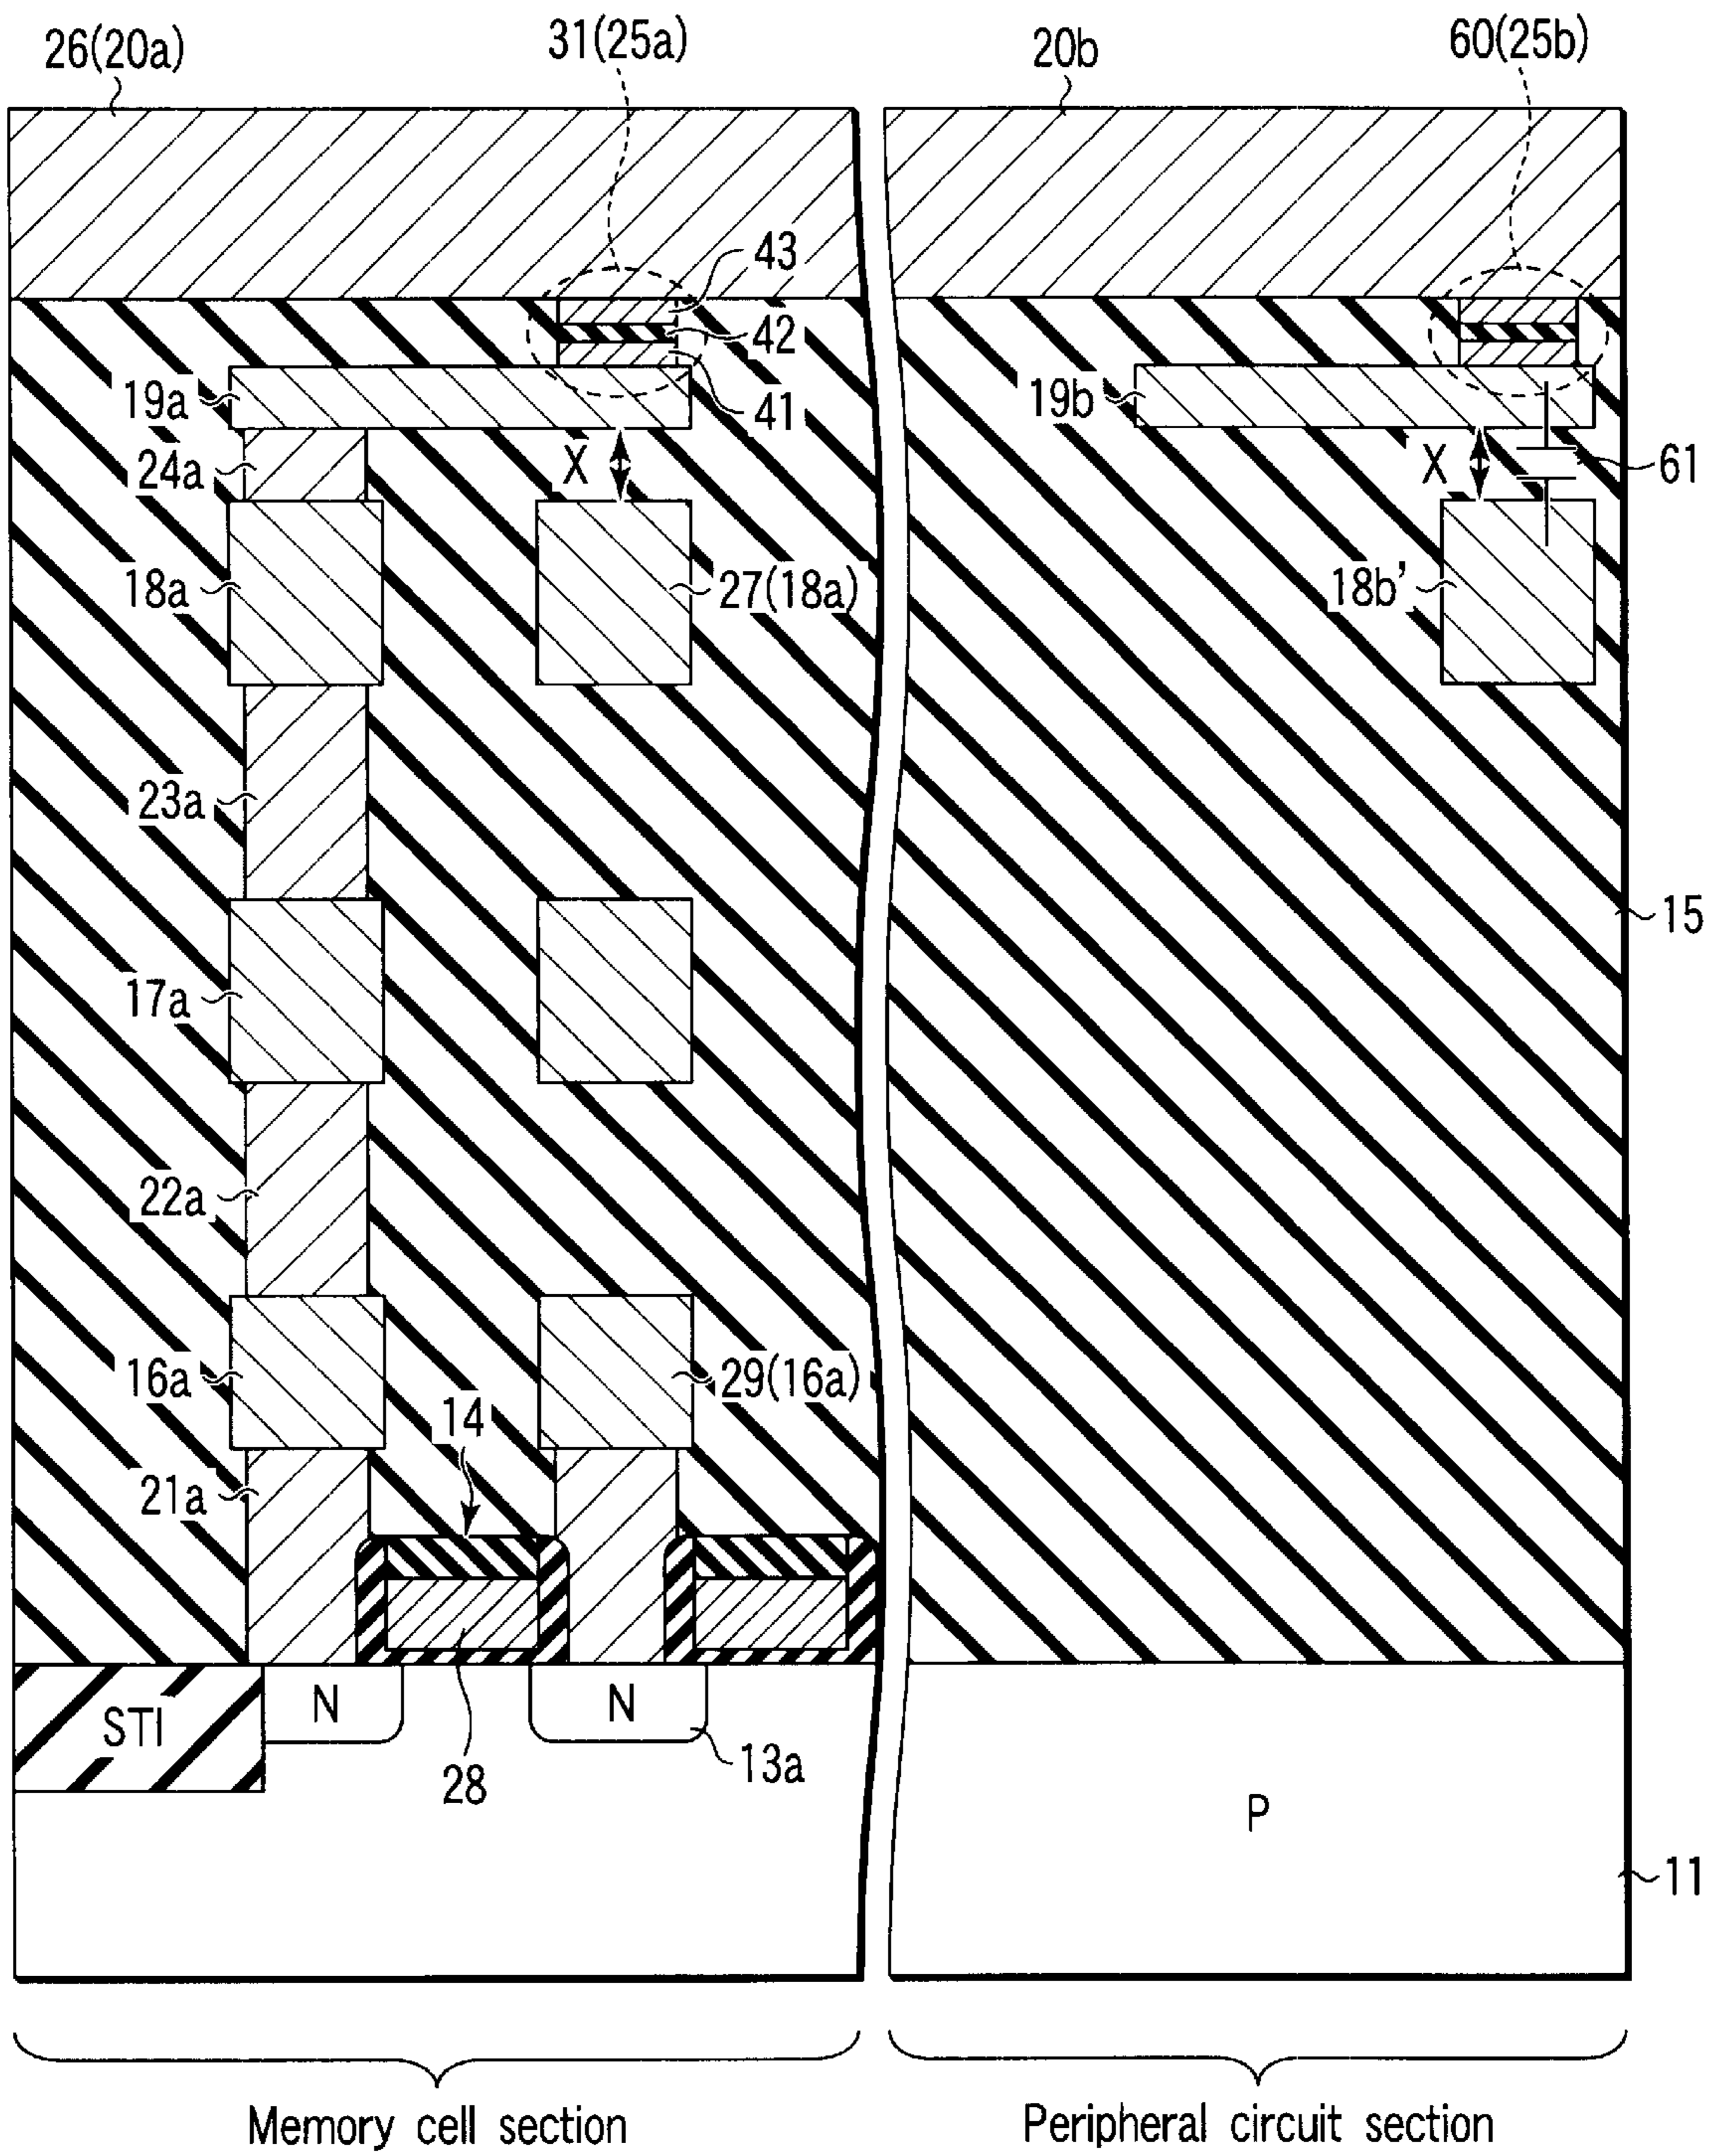 26(20a)
31(25a)
20b
60(25b)
43
42
41
19a
19b
24a
X
X
61
18a
27(18a)
18b'
23a
15
17a
22a
16a
29(16a)
14
21a
STI
N
N
13a
28
P
11
Memory cell section
Peripheral circuit section